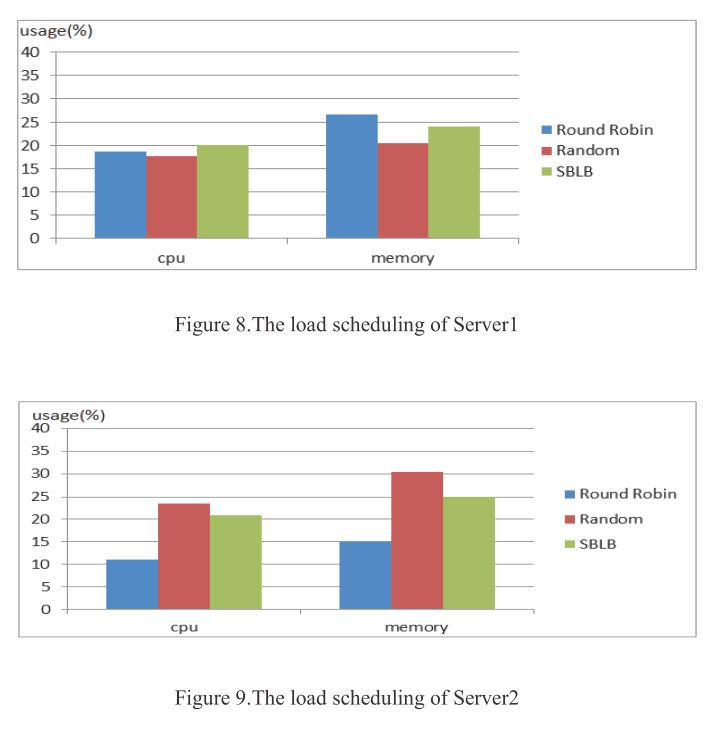 usage(%)
40
35
30
25
20
15
10
5
0
cpu
memory
Round Robin
Random
SBLB
Figure 8.The load scheduling of Server1
usage(%)
40
35
30
25
20
15
10
5
0
cpu
memory
Round Robin
Random
SBLB
Figure 9.The load scheduling of Server2